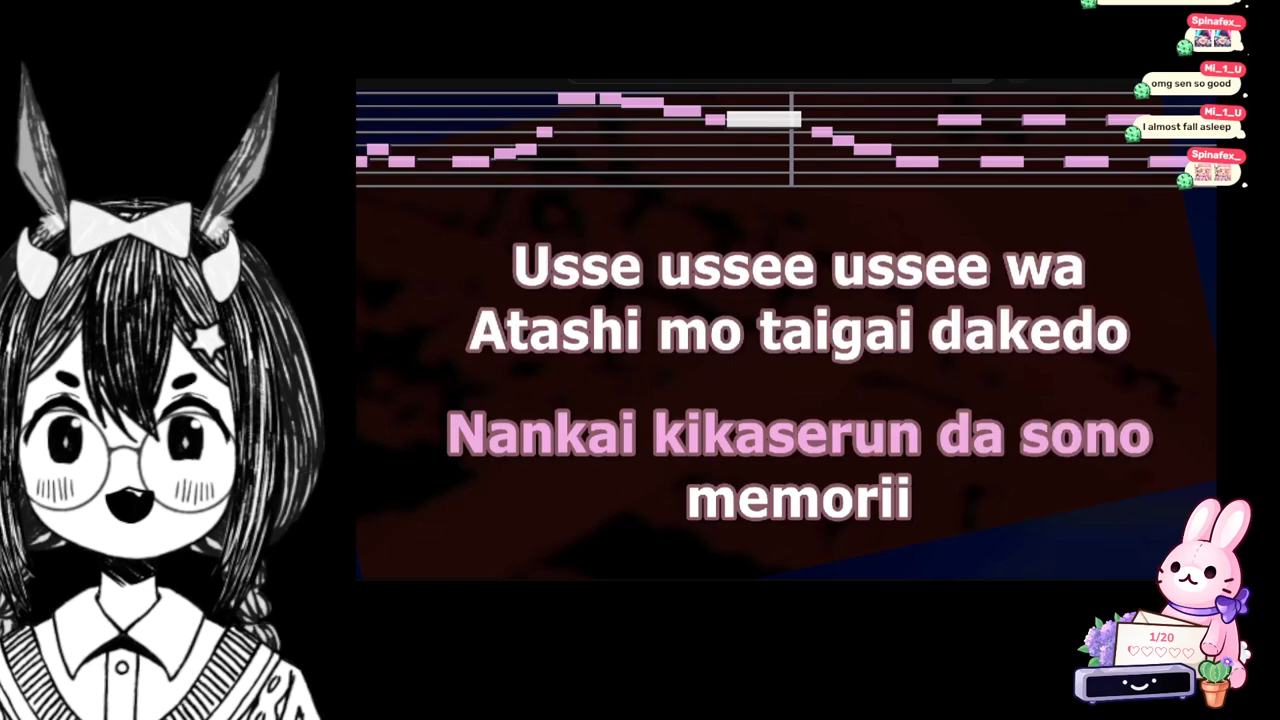 Spinafex_
Mi_1_U
omg sen so good
Mi_1_U
I almost fall asleep
Spinafex_
Usse ussee ussee wa
Atashi mo taigai dakedo
Nankai kikaserun da sono
memorii
1/20